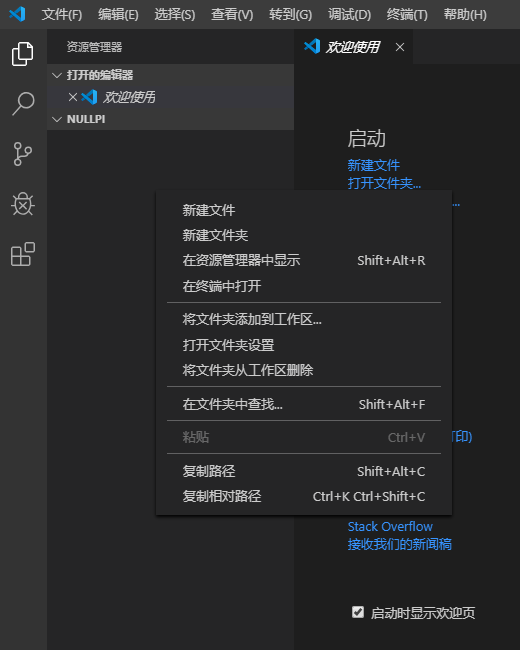 文件(F) 编辑(E) 选择(S) 查看(V) 转到(G) 调试(D) 终端(T) 帮助(H)
资源管理器
欢迎使用
打开的编辑器
欢迎使用
NULLPI
启动
新建文件
打开文件夹...
...
新建文件
新建文件夹
在资源管理器中显示 Shift+Alt+R
在终端中打开
将文件夹添加到工作区...
打开文件夹设置
将文件夹从工作区删除
在文件夹中查找... Shift+Alt+F
粘贴 Ctrl+V
打印)
复制路径 Shift+Alt+C
复制相对路径 Ctrl+K Ctrl+Shift+C
Stack Overflow
接收我们的新闻稿
启动时显示欢迎页